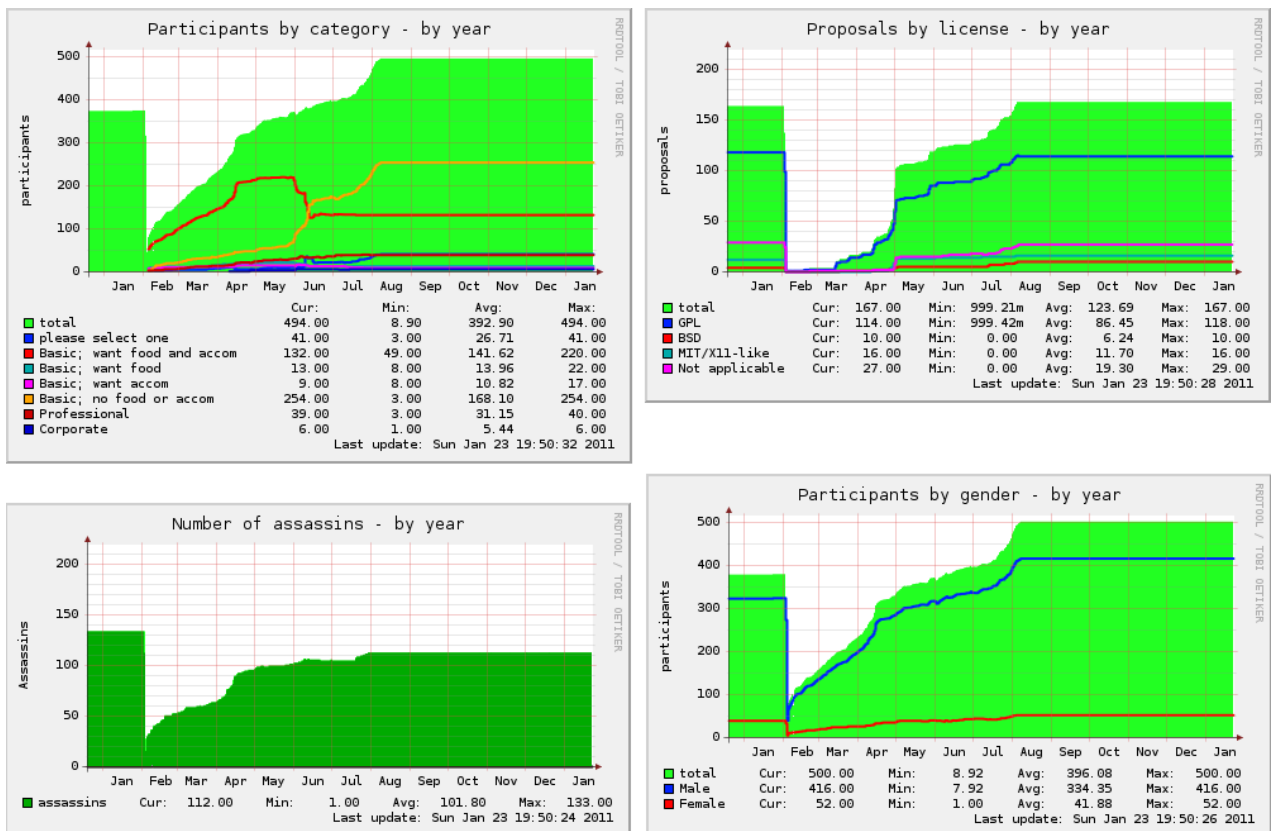 Participants by category - by year
RRDTOOL / TOBI OETIKER
participants
500
400
300
200
100
0
Jan Feb Mar Apr May Jun Jul Aug Sep Oct Nov Dec Jan
Cur: Min: Avg: Max:
total 494.00 8.90 392.90 494.00
please select one 41.00 3.00 26.71 41.00
Basic; want food and accom 132.00 49.00 141.62 220.00
Basic; want food 13.00 8.00 13.96 22.00
Basic; want accom 9.00 8.00 10.82 17.00
Basic; no food or accom 254.00 3.00 168.10 254.00
Professional 39.00 3.00 31.15 40.00
Corporate 6.00 1.00 5.44 6.00
Last update: Sun Jan 23 19:50:32 2011
Proposals by license - by year
RRDTOOL / TOBI OETIKER
proposals
200
150
100
50
0
Jan Feb Mar Apr May Jun Jul Aug Sep Oct Nov Dec Jan
total Cur: 167.00 Min: 999.21m Avg: 123.69 Max: 167.00
GPL Cur: 114.00 Min: 999.42m Avg: 86.45 Max: 118.00
BSD Cur: 10.00 Min: 0.00 Avg: 6.24 Max: 10.00
MIT/X11-like Cur: 16.00 Min: 0.00 Avg: 11.70 Max: 16.00
Not applicable Cur: 27.00 Min: 0.00 Avg: 19.30 Max: 29.00
Last update: Sun Jan 23 19:50:28 2011
Number of assassins - by year
RRDTOOL / TOBI OETIKER
Assassins
200
150
100
50
0
Jan Feb Mar Apr May Jun Jul Aug Sep Oct Nov Dec Jan
assassins Cur: 112.00 Min: 1.00 Avg: 101.80 Max: 133.00
Last update: Sun Jan 23 19:50:24 2011
Participants by gender - by year
RRDTOOL / TOBI OETIKER
participants
500
400
300
200
100
0
Jan Feb Mar Apr May Jun Jul Aug Sep Oct Nov Dec Jan
total Cur: 500.00 Min: 8.92 Avg: 396.08 Max: 500.00
Male Cur: 416.00 Min: 7.92 Avg: 334.35 Max: 416.00
Female Cur: 52.00 Min: 1.00 Avg: 41.88 Max: 52.00
Last update: Sun Jan 23 19:50:26 2011